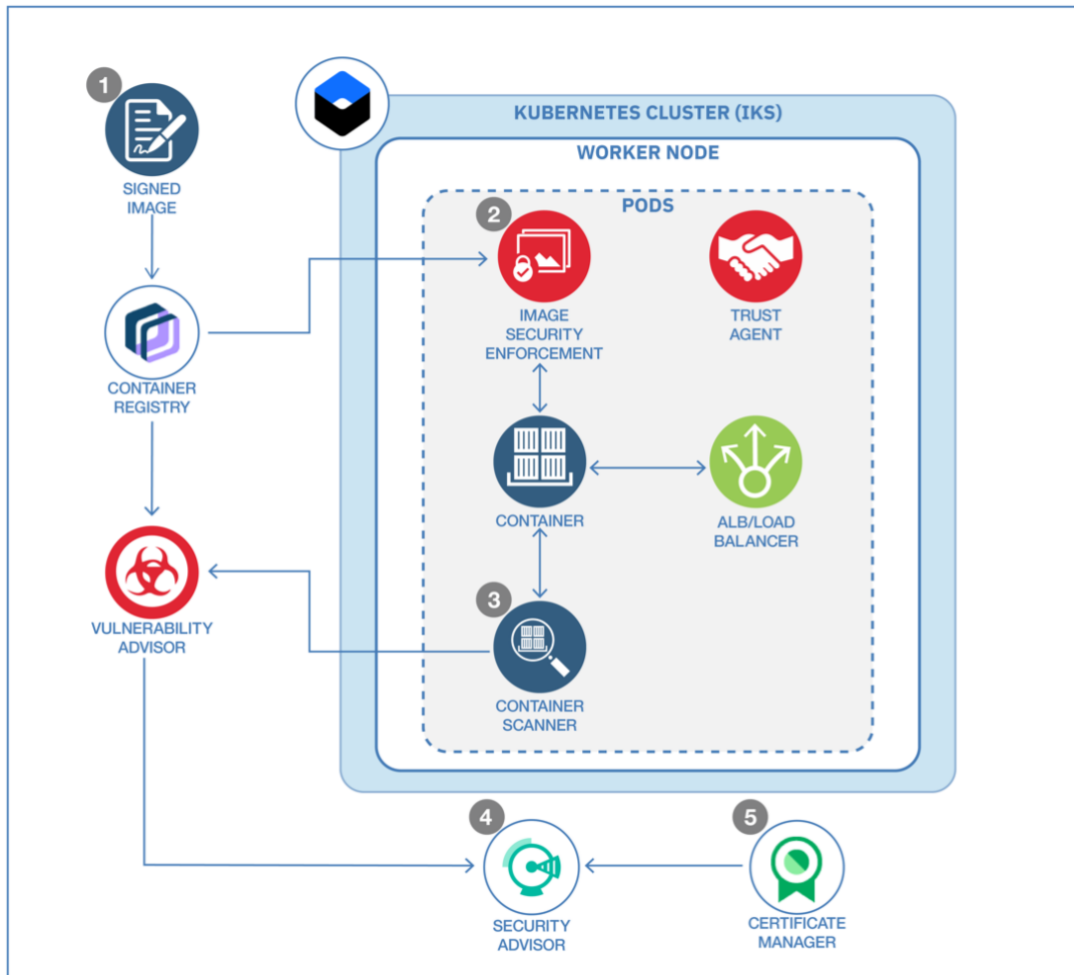 1
SIGNED
IMAGE
KUBERNETES CLUSTER (IKS)
WORKER NODE
PODS
2
IMAGE
SECURITY
ENFORCEMENT
TRUST
AGENT
CONTAINER
REGISTRY
CONTAINER
ALB/LOAD
BALANCER
VULNERABILITY
ADVISOR
3
CONTAINER
SCANNER
4
SECURITY
ADVISOR
5
CERTIFICATE
MANAGER